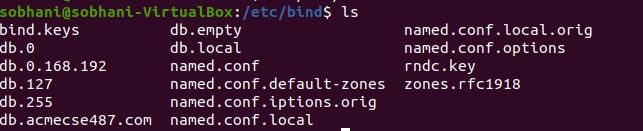 sobhani@sobhani-VirtualBox:/etc/bind$ ls
bind.keys db.empty named.conf.local.orig
db.0 db.local named.conf.options
db.0.168.192 named.conf rndc.key
db.127 named.conf.default-zones zones.rfc1918
db.255 named.conf.iptions.orig
db.acmecse487.com named.conf.local